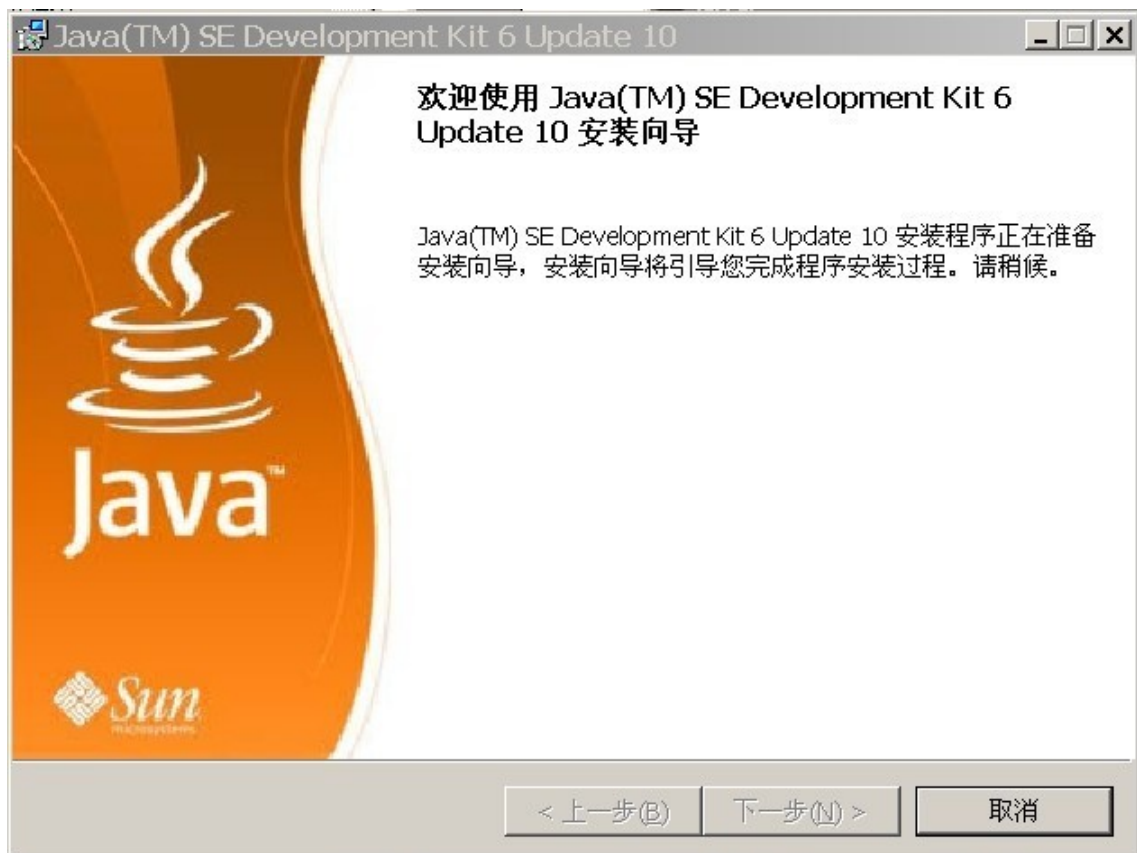 Java(TM) SE Development Kit 6 Update 10
欢迎使用 Java(TM) SE Development Kit 6
Update 10 安装向导
Java(TM) SE Development Kit 6 Update 10 安装程序正在准备
安装向导，安装向导将引导您完成程序安装过程。请稍候。
Java™
Sun
microsystems
< 上一步(B)
下一步(N) >
取消